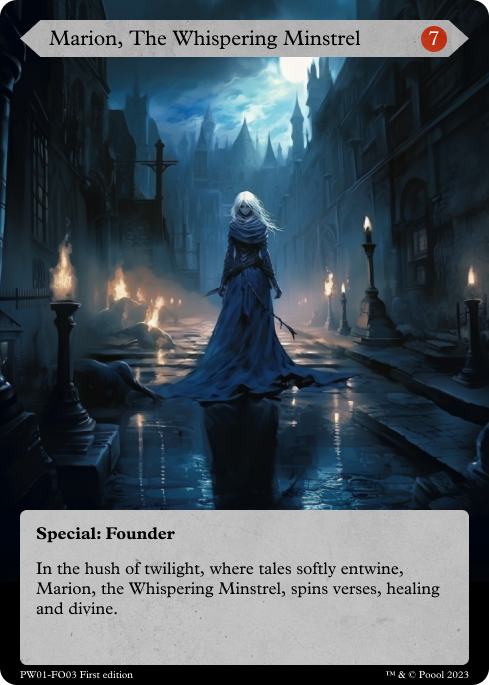 Marion, The Whispering Minstrel
7
Special: Founder
In the hush of twilight, where tales softly entwine,
Marion, the Whispering Minstrel, spins verses, healing
and divine.
PW01-FO03 First edition
™ & © Poool 2023